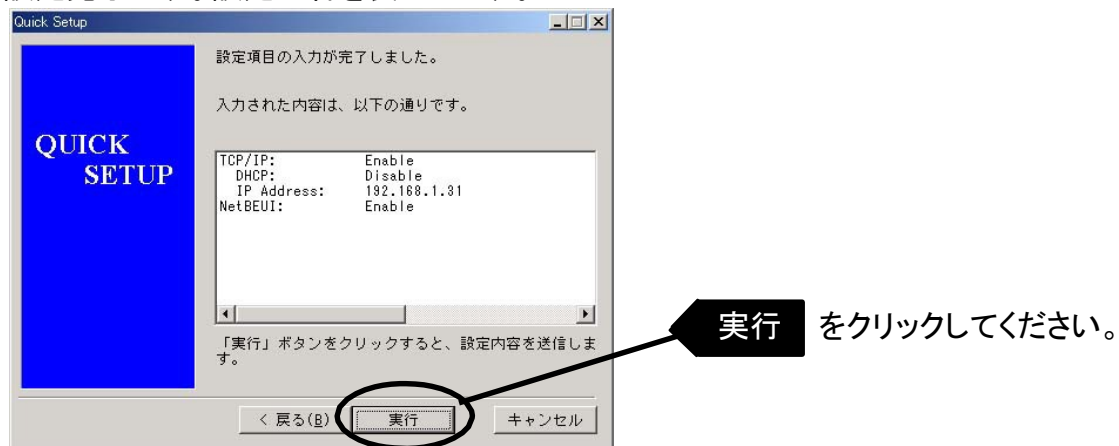 Quick Setup
設定項目の入力が完了しました。
入力された内容は、以下の通りです。
QUICK
SETUP
TCP/IP: Enable
DHCP: Disable
IP Address: 192.168.1.31
NetBEUI: Enable
「実行」ボタンをクリックすると、設定内容を送信しま
す。
< 戻る(B)
実行
キャンセル
実行 をクリックしてください。